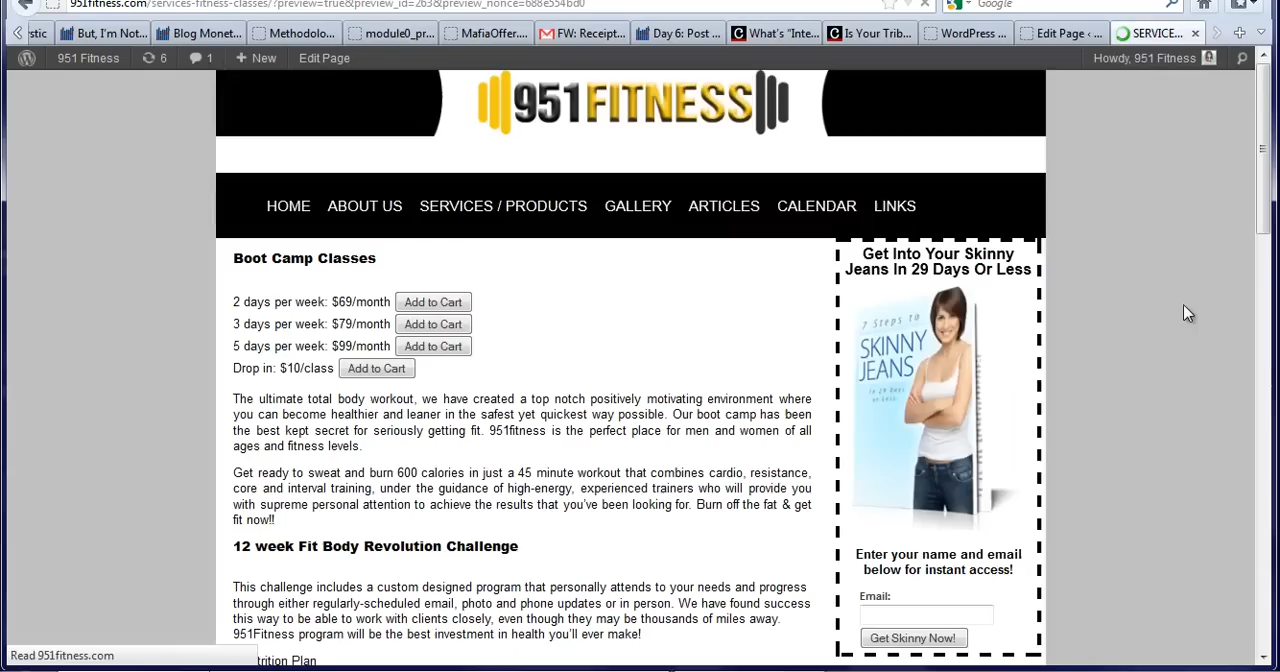 951fitness.com/services-fitness-classes/?preview=true&preview_id=263&preview_nonce=688e554bd0
Google
stic
But, I'm Not...
Blog Monet...
Methodolo...
module0_pr...
MafiaOffer...
FW: Receipt...
Day 6: Post ...
What's "Inte...
Is Your Trib...
WordPress ...
Edit Page ‹ ...
SERVICE...
951 Fitness
6
1
+ New
Edit Page
Howdy, 951 Fitness
951FITNESS
HOME ABOUT US SERVICES / PRODUCTS GALLERY ARTICLES CALENDAR LINKS
Boot Camp Classes
2 days per week: $69/month Add to Cart
3 days per week: $79/month Add to Cart
5 days per week: $99/month Add to Cart
Drop in: $10/class Add to Cart
The ultimate total body workout, we have created a top notch positively motivating environment where
you can become healthier and leaner in the safest yet quickest way possible. Our boot camp has been
the best kept secret for seriously getting fit. 951fitness is the perfect place for men and women of all
ages and fitness levels.
Get ready to sweat and burn 600 calories in just a 45 minute workout that combines cardio, resistance,
core and interval training, under the guidance of high-energy, experienced trainers who will provide you
with supreme personal attention to achieve the results that you've been looking for. Burn off the fat & get
fit now!!
12 week Fit Body Revolution Challenge
This challenge includes a custom designed program that personally attends to your needs and progress
through either regularly-scheduled email, photo and phone updates or in person. We have found success
this way to be able to work with clients closely, even though they may be thousands of miles away.
951Fitness program will be the best investment in health you'll ever make!
trition Plan
Get Into Your Skinny
Jeans In 29 Days Or Less
7 Steps to
SKINNY
JEANS
in 29 days
or less
Enter your name and email
below for instant access!
Email:
Get Skinny Now!
Read 951fitness.com